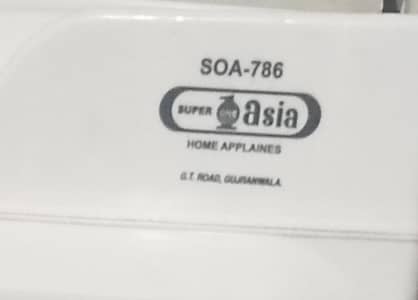 SOA-786
SUPER asia
HOME APPLAINES
G.T. ROAD, GUJRANWALA.